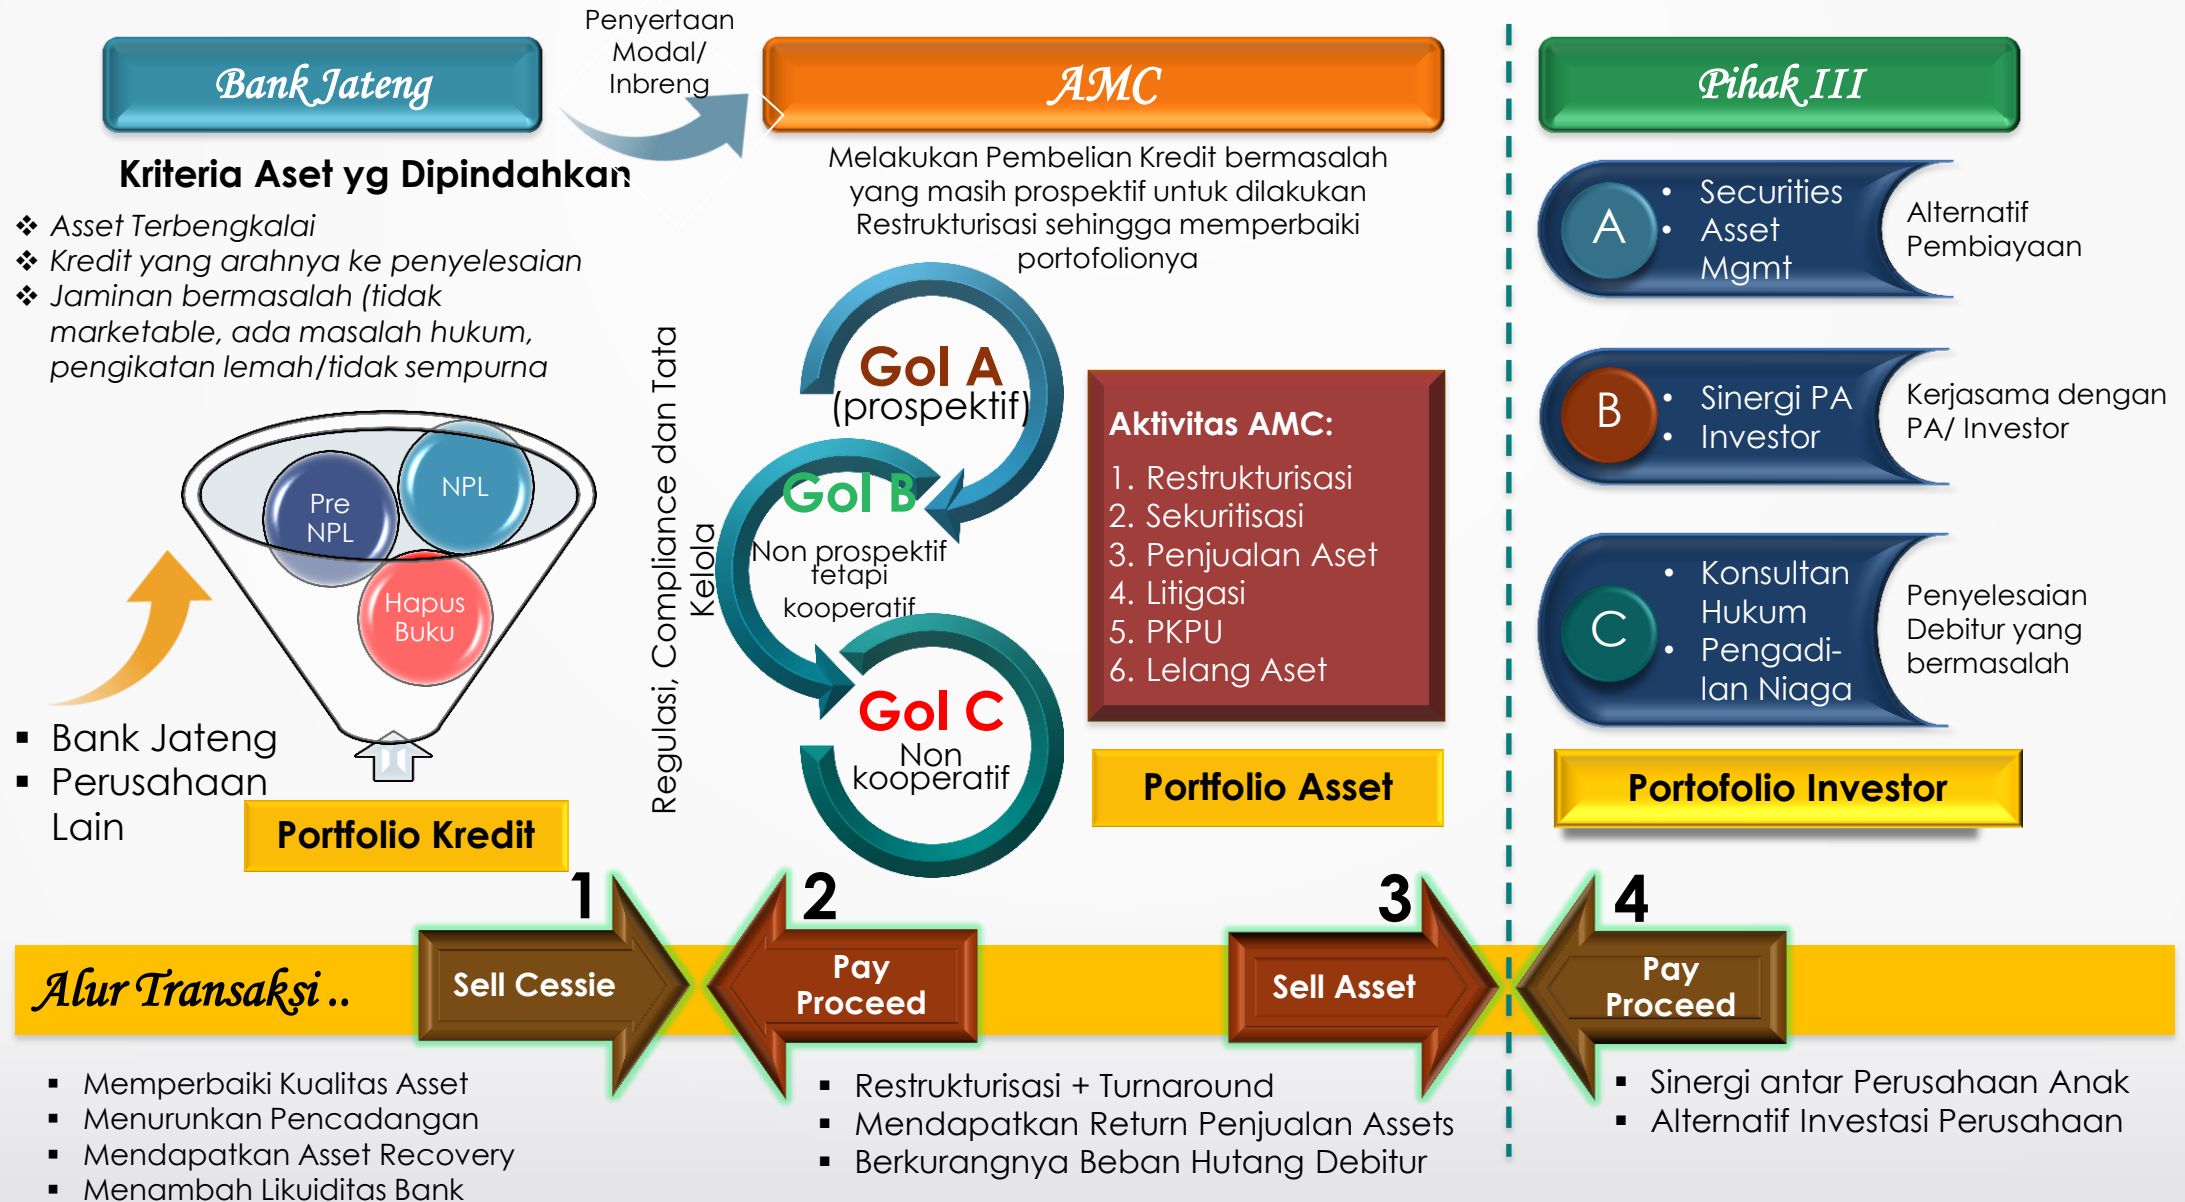 Penyertaan
Modal/
Inbreng
Bank Jateng
AMC
Pihak III
Kriteria Aset yg Dipindahkan
❖ Asset Terbengkalai
❖ Kredit yang arahnya ke penyelesaian
❖ Jaminan bermasalah (tidak
marketable, ada masalah hukum,
pengikatan lemah/tidak sempurna
Pre
NPL
NPL
Hapus
Buku
▪ Bank Jateng
▪ Perusahaan
Lain
Portfolio Kredit
Regulasi, Compliance dan Tata
Kelola
Melakukan Pembelian Kredit bermasalah
yang masih prospektif untuk dilakukan
Restrukturisasi sehingga memperbaiki
portofolionya
Gol A
(prospektif)
Gol B
Non prospektif
tetapi
kooperatif
Gol C
Non
kooperatif
Aktivitas AMC:
1. Restrukturisasi
2. Sekuritisasi
3. Penjualan Aset
4. Litigasi
5. PKPU
6. Lelang Aset
Portfolio Asset
A
• Securities
• Asset
Mgmt
Alternatif
Pembiayaan
B
• Sinergi PA
• Investor
Kerjasama dengan
PA/ Investor
C
• Konsultan
Hukum
• Pengadi-
lan Niaga
Penyelesaian
Debitur yang
bermasalah
Portofolio Investor
1
2
3
4
Alur Transaksi ..
Sell Cessie
Pay
Proceed
Sell Asset
Pay
Proceed
▪ Memperbaiki Kualitas Asset
▪ Menurunkan Pencadangan
▪ Mendapatkan Asset Recovery
▪ Menambah Likuiditas Bank
▪ Restrukturisasi + Turnaround
▪ Mendapatkan Return Penjualan Assets
▪ Berkurangnya Beban Hutang Debitur
▪ Sinergi antar Perusahaan Anak
▪ Alternatif Investasi Perusahaan